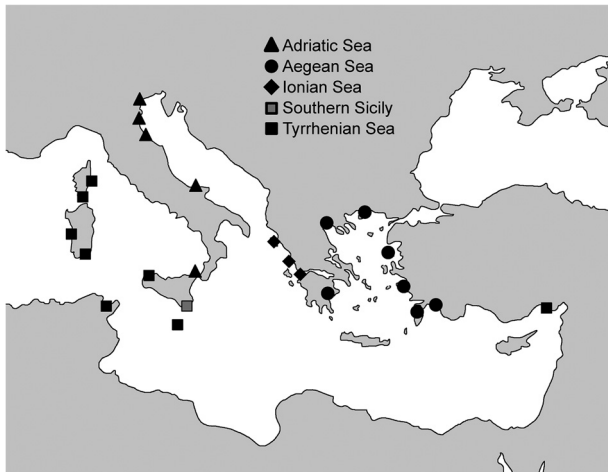 Adriatic Sea
Aegean Sea
Ionian Sea
Southern Sicily
Tyrrhenian Sea